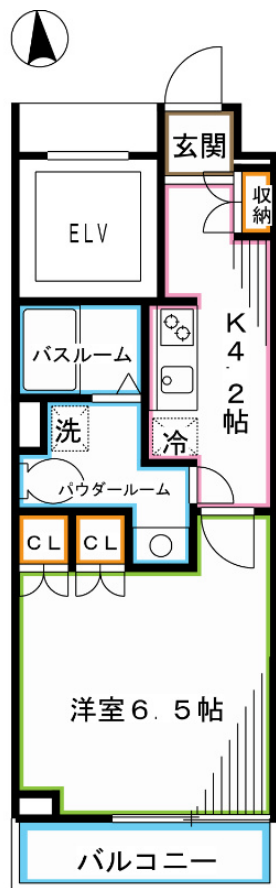 玄関
収納
ELV
K4.2帖
バスルーム
洗
冷
パウダールーム
CL
CL
洋室6.5帖
バルコニー